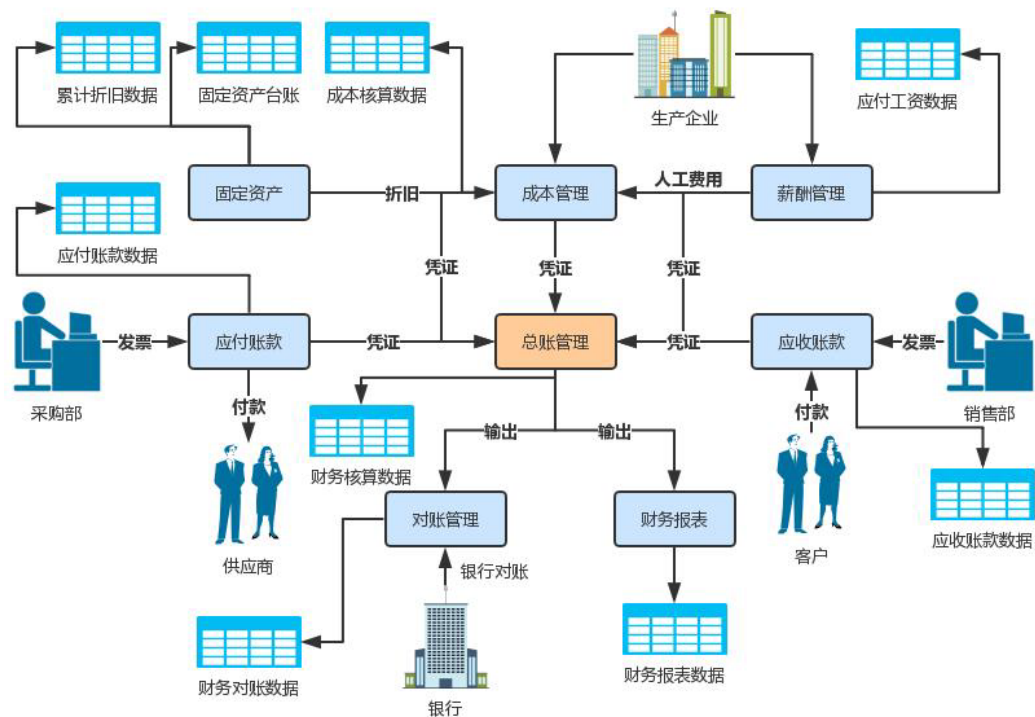 累计折旧数据
固定资产台账
成本核算数据
生产企业
应付工资数据
固定资产
折旧
成本管理
人工费用
薪酬管理
应付账款数据
凭证
凭证
凭证
发票
应付账款
凭证
总账管理
凭证
应收账款
发票
采购部
付款
付款
销售部
财务核算数据
输出
输出
供应商
对账管理
财务报表
客户
应收账款数据
银行对账
财务对账数据
财务报表数据
银行